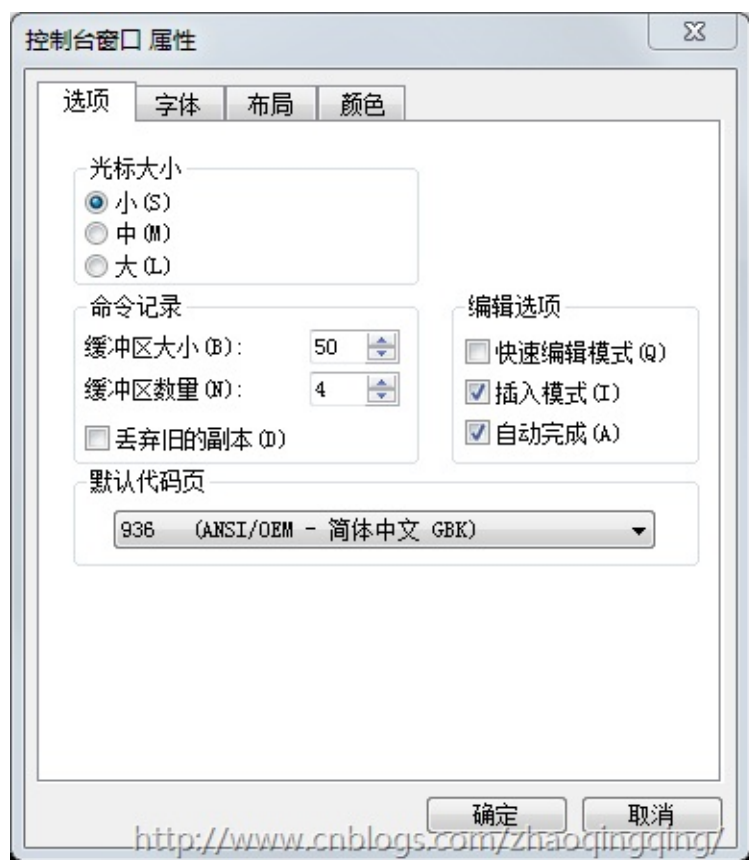 控制台窗口 属性
选项 字体 布局 颜色
光标大小
小(S)
中(M)
大(L)
命令记录
缓冲区大小(B): 50
缓冲区数量(N): 4
丢弃旧的副本(D)
编辑选项
快速编辑模式(Q)
插入模式(I)
自动完成(A)
默认代码页
936 (ANSI/OEM - 简体中文 GBK)
确定 取消
http://www.cnblogs.com/zhaoqingqing/